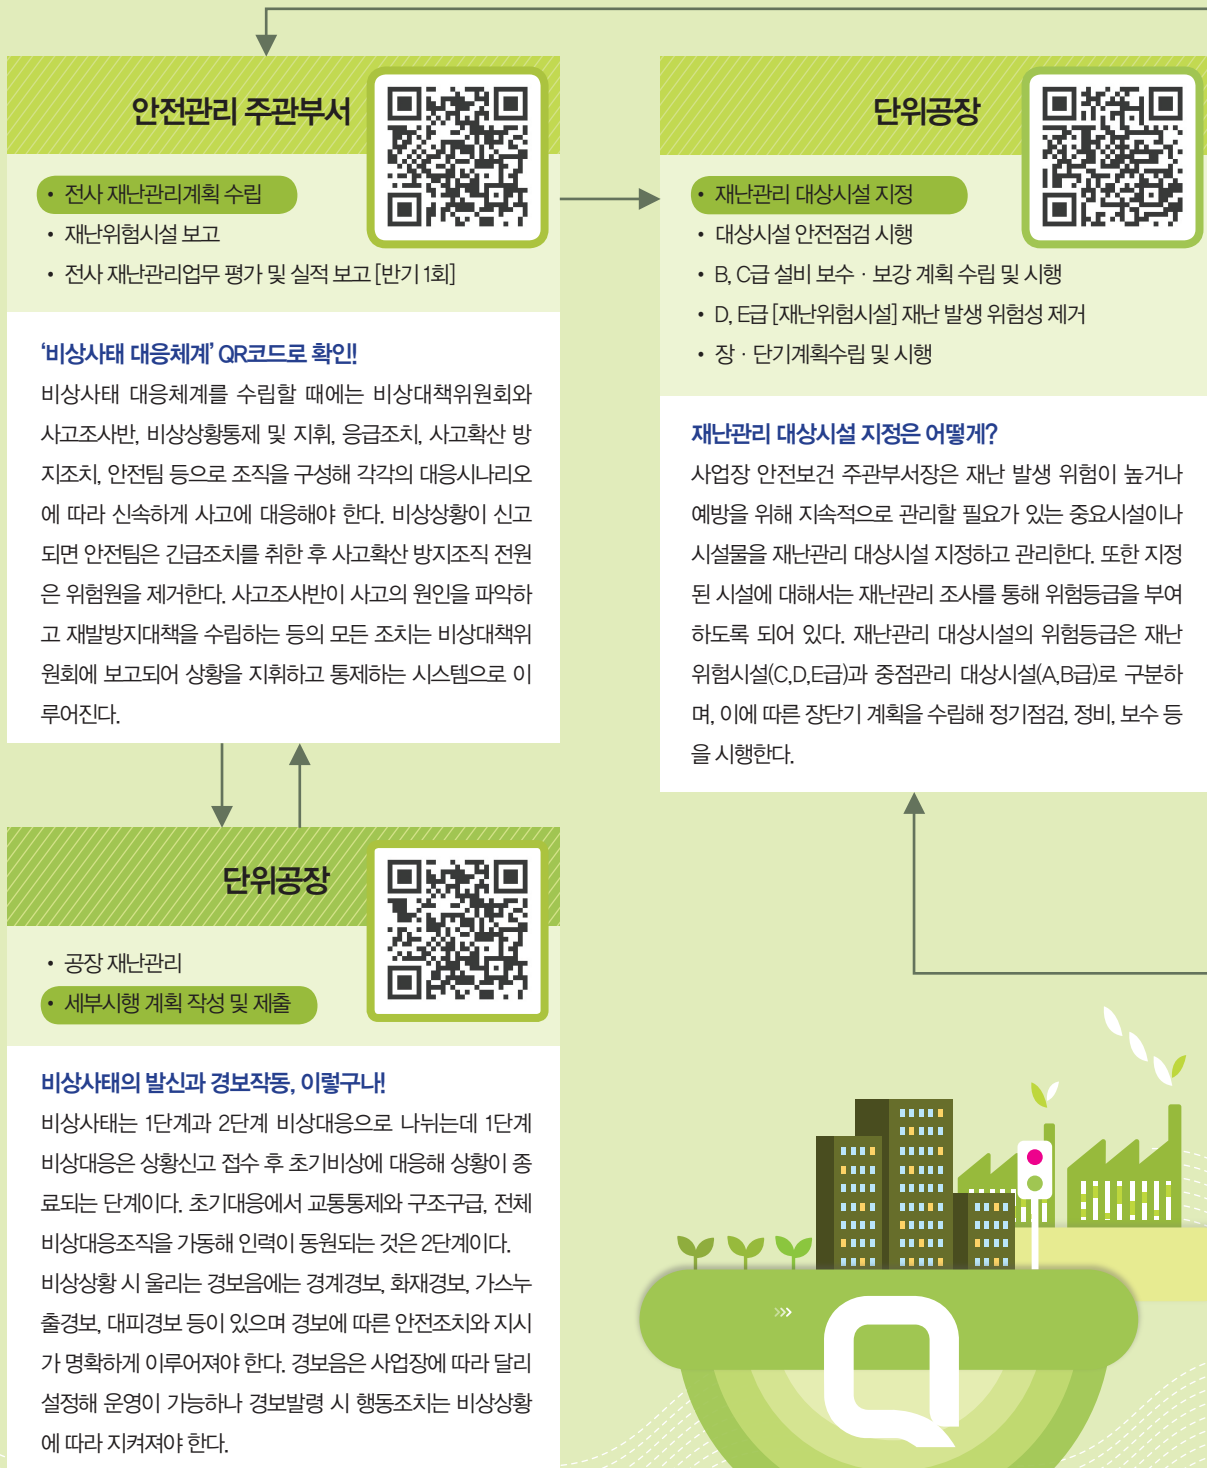 안전관리 주관부서
• 전사 재난관리계획 수립
• 재난위험시설 보고
• 전사 재난관리업무 평가 및 실적 보고 [반기 1회]
‘비상사태 대응체계’ QR코드로 확인!
비상사태 대응체계를 수립할 때에는 비상대책위원회와
사고조사반, 비상상황통제 및 지휘, 응급조치, 사고확산 방
지조치, 안전팀 등으로 조직을 구성해 각각의 대응시나리오
에 따라 신속하게 사고에 대응해야 한다. 비상상황이 신고
되면 안전팀은 긴급조치를 취한 후 사고확산 방지조직 전원
은 위험원을 제거한다. 사고조사반이 사고의 원인을 파악하
고 재발방지대책을 수립하는 등의 모든 조치는 비상대책위
원회에 보고되어 상황을 지휘하고 통제하는 시스템으로 이
루어진다.
단위공장
• 공장 재난관리
• 세부시행 계획 작성 및 제출
비상사태의 발신과 경보작동, 이렇구나!
비상사태는 1단계과 2단계 비상대응으로 나뉘는데 1단계
비상대응은 상황신고 접수 후 초기비상에 대응해 상황이 종
료되는 단계이다. 초기대응에서 교통통제와 구조구급, 전체
비상대응조직을 가동해 인력이 동원되는 것은 2단계이다.
비상상황 시 울리는 경보음에는 경계경보, 화재경보, 가스누
출경보, 대피경보 등이 있으며 경보에 따른 안전조치와 지시
가 명확하게 이루어져야 한다. 경보음은 사업장에 따라 달리
설정해 운영이 가능하나 경보발령 시 행동조치는 비상상황
에 따라 지켜져야 한다.
단위공장
• 재난관리 대상시설 지정
• 대상시설 안전점검 시행
• B, C급 설비 보수 · 보강 계획 수립 및 시행
• D, E급 [재난위험시설] 재난 발생 위험성 제거
• 장 · 단기계획수립 및 시행
재난관리 대상시설 지정은 어떻게?
사업장 안전보건 주관부서장은 재난 발생 위험이 높거나
예방을 위해 지속적으로 관리할 필요가 있는 중요시설이나
시설물을 재난관리 대상시설 지정하고 관리한다. 또한 지정
된 시설에 대해서는 재난관리 조사를 통해 위험등급을 부여
하도록 되어 있다. 재난관리 대상시설의 위험등급은 재난
위험시설(C,D,E급)과 중점관리 대상시설(A,B급)로 구분하
며, 이에 따른 장단기 계획을 수립해 정기점검, 정비, 보수 등
을 시행한다.
Q